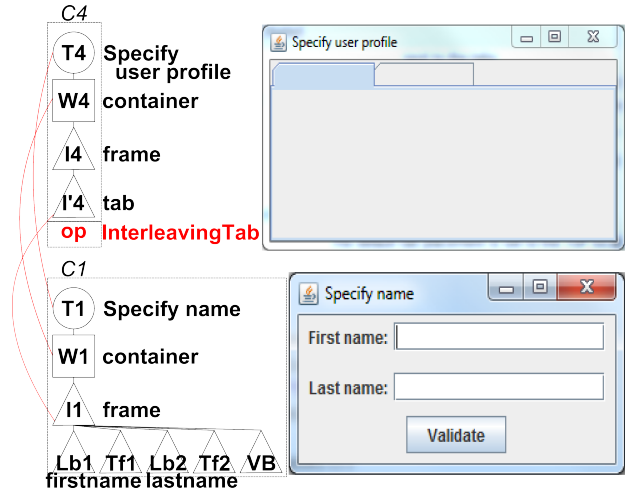 C4
T4 Specify
user profile
W4 container
I4 frame
I'4 tab
op InterleavingTab
Specify user profile
C1
T1 Specify name
W1 container
I1 frame
Lb1 Tf1 Lb2 Tf2 VB
firstname lastname
Specify name
First name:
Last name:
Validate